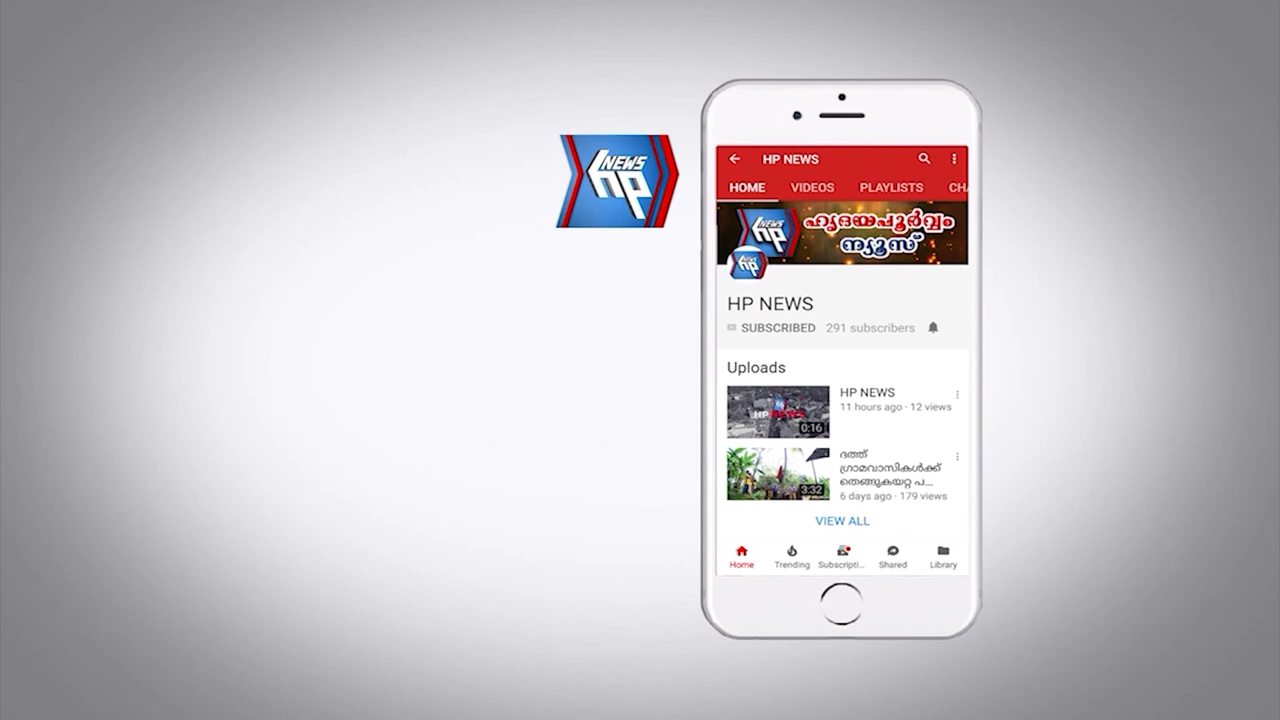 NEWS
hp
HP NEWS
HOME VIDEOS PLAYLISTS CHA
NEWS
hp
ഹൃദയപൂർവ്വം
ന്യൂസ്
NEWS
hp
HP NEWS
SUBSCRIBED 291 subscribers
Uploads
HP NEWS
11 hours ago · 12 views
HP NEWS
0:16
ദത്ത്
ഗ്രാമവാസികൾക്ക്
തെങ്ങുകയറ്റ പ...
6 days ago · 179 views
3:32
VIEW ALL
Home Trending Subscripti... Shared Library